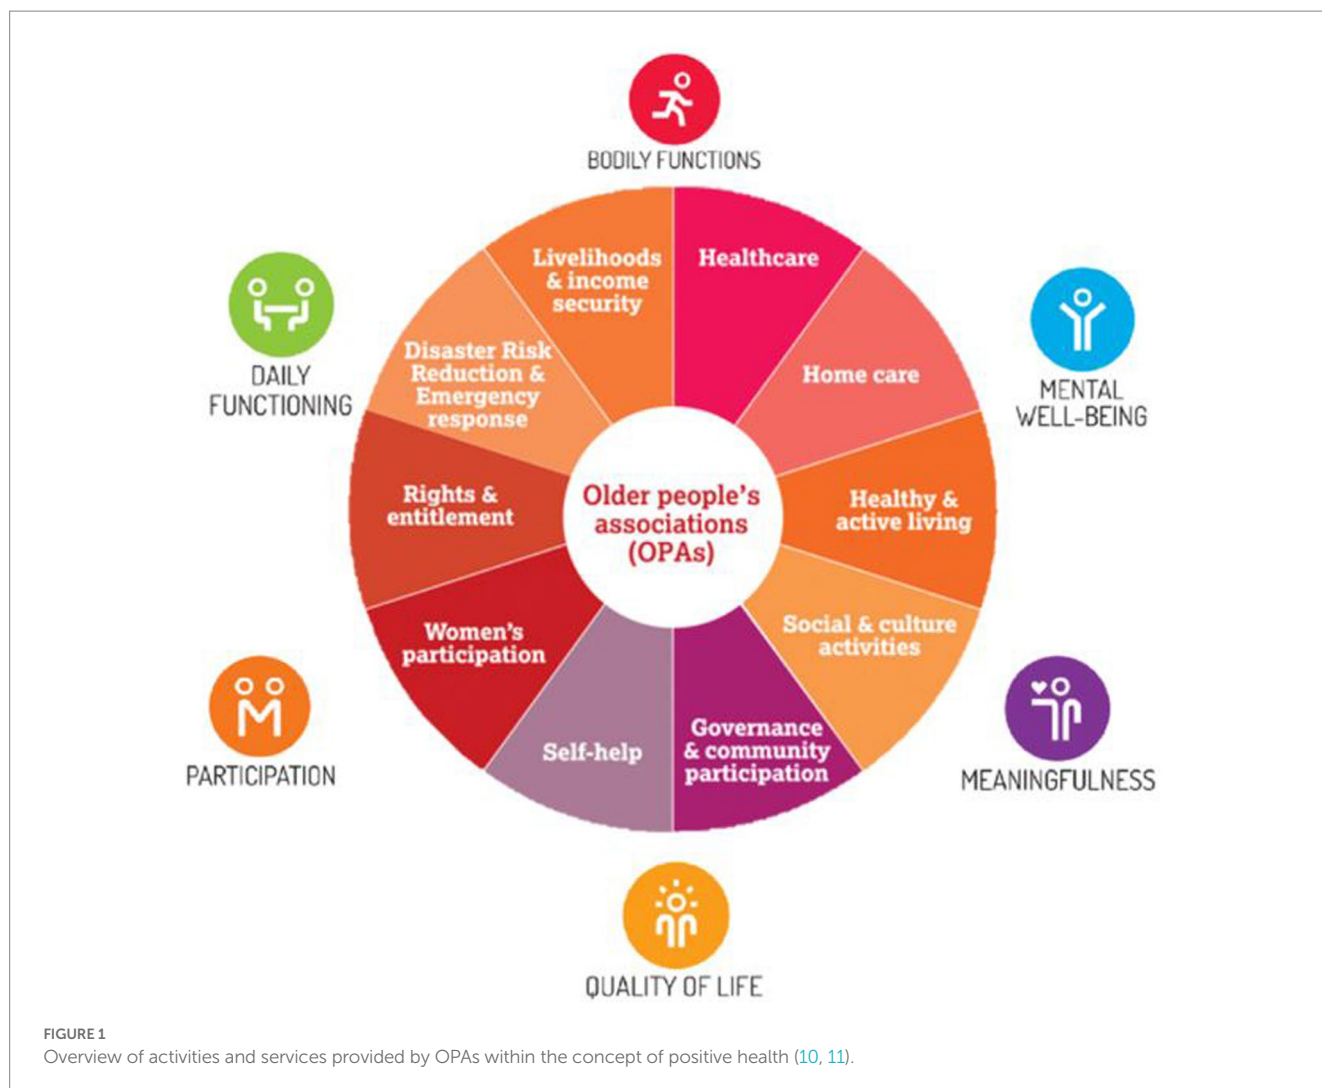 BODILY FUNCTIONS
Livelihoods
& income
security
Healthcare
DAILY
FUNCTIONING
Disaster Risk
Reduction &
Emergency
response
Home care
MENTAL
WELL-BEING
Rights &
entitlement
Older people's
associations
(OPAs)
Healthy &
active living
Women's
participation
Social & culture
activities
PARTICIPATION
Self-help
Governance
& community
participation
MEANINGFULNESS
QUALITY OF LIFE
FIGURE 1
Overview of activities and services provided by OPAs within the concept of positive health (10, 11).